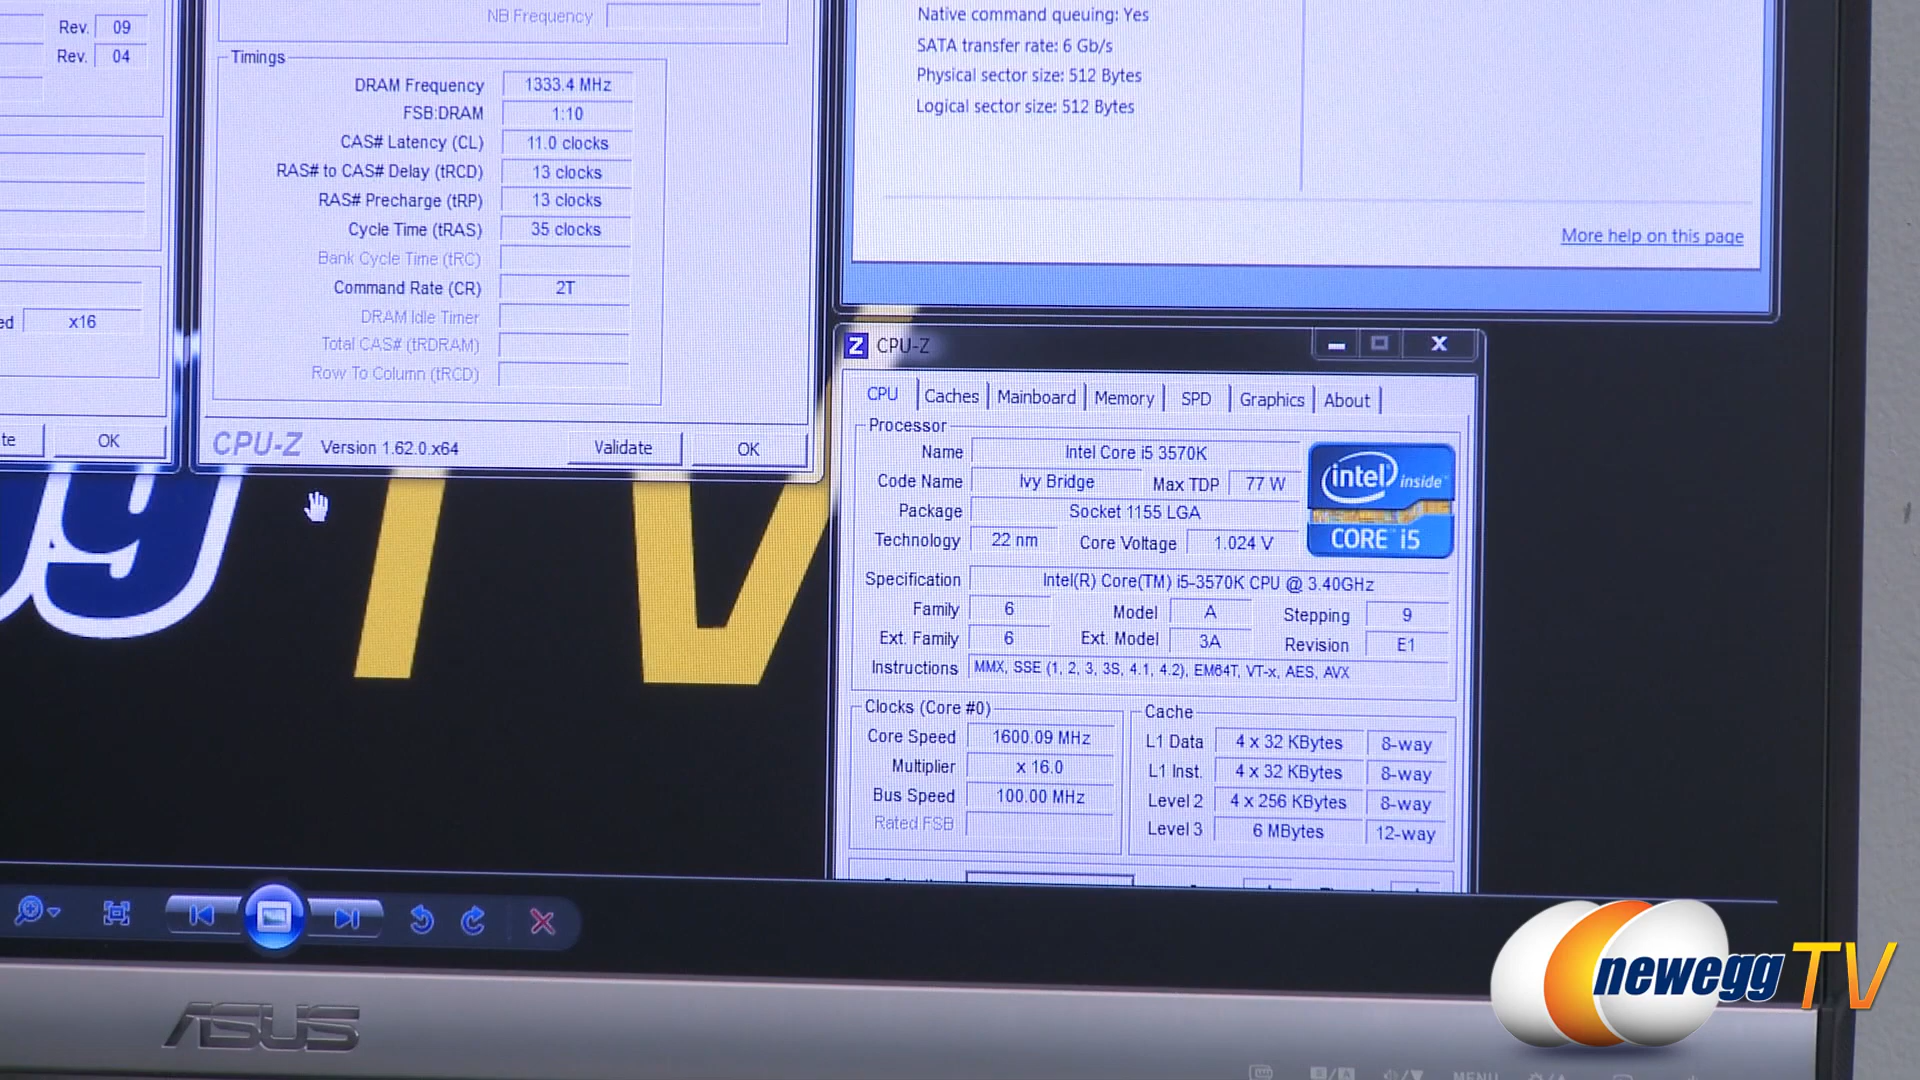 Rev. 09
Rev. 04
x16
OK
NB Frequency
Timings
DRAM Frequency 1333.4 MHz
FSB:DRAM 1:10
CAS# Latency (CL) 11.0 clocks
RAS# to CAS# Delay (tRCD) 13 clocks
RAS# Precharge (tRP) 13 clocks
Cycle Time (tRAS) 35 clocks
Bank Cycle Time (tRC)
Command Rate (CR) 2T
DRAM Idle Timer
Total CAS# (tRDRAM)
Row To Column (tRCD)
CPU-Z Version 1.62.0.x64 Validate OK
Native command queuing: Yes
SATA transfer rate: 6 Gb/s
Physical sector size: 512 Bytes
Logical sector size: 512 Bytes
More help on this page
Z CPU-Z
CPU Caches Mainboard Memory SPD Graphics About
Processor
Name Intel Core i5 3570K
Code Name Ivy Bridge Max TDP 77 W
Package Socket 1155 LGA
Technology 22 nm Core Voltage 1.024 V
intel inside
CORE i5
Specification Intel(R) Core(TM) i5-3570K CPU @ 3.40GHz
Family 6 Model A Stepping 9
Ext. Family 6 Ext. Model 3A Revision E1
Instructions MMX, SSE (1, 2, 3, 3S, 4.1, 4.2), EM64T, VT-x, AES, AVX
Clocks (Core #0)
Core Speed 1600.09 MHz
Multiplier x 16.0
Bus Speed 100.00 MHz
Rated FSB
Cache
L1 Data 4 x 32 KBytes 8-way
L1 Inst. 4 x 32 KBytes 8-way
Level 2 4 x 256 KBytes 8-way
Level 3 6 MBytes 12-way
TV
ASUS
newegg TV
MENU